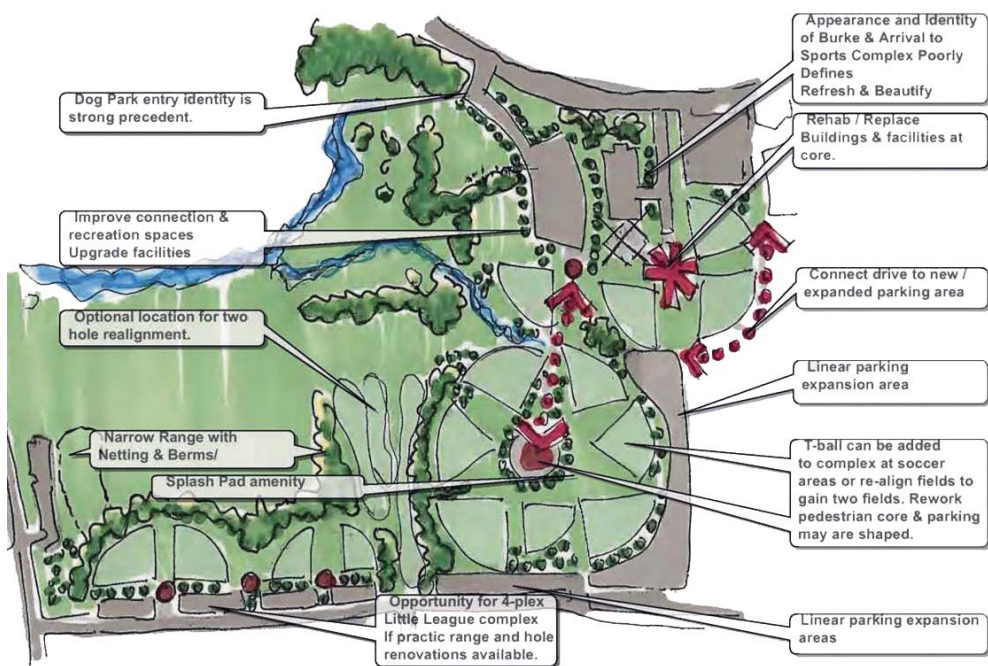 Appearance and Identity
of Burke & Arrival to
Sports Complex Poorly
Defines
Refresh & Beautify
Dog Park entry identity is
strong precedent.
Rehab / Replace
Buildings & facilities at
core.
Improve connection &
recreation spaces
Upgrade facilities
Connect drive to new /
expanded parking area
Optional location for two
hole realignment.
Linear parking
expansion area
Narrow Range with
Netting & Berms/
Splash Pad amenity
T-ball can be added
to complex at soccer
areas or re-align fields to
gain two fields. Rework
pedestrian core & parking
may are shaped.
Opportunity for 4-plex
Little League complex
If practic range and hole
renovations available.
Linear parking expansion
areas